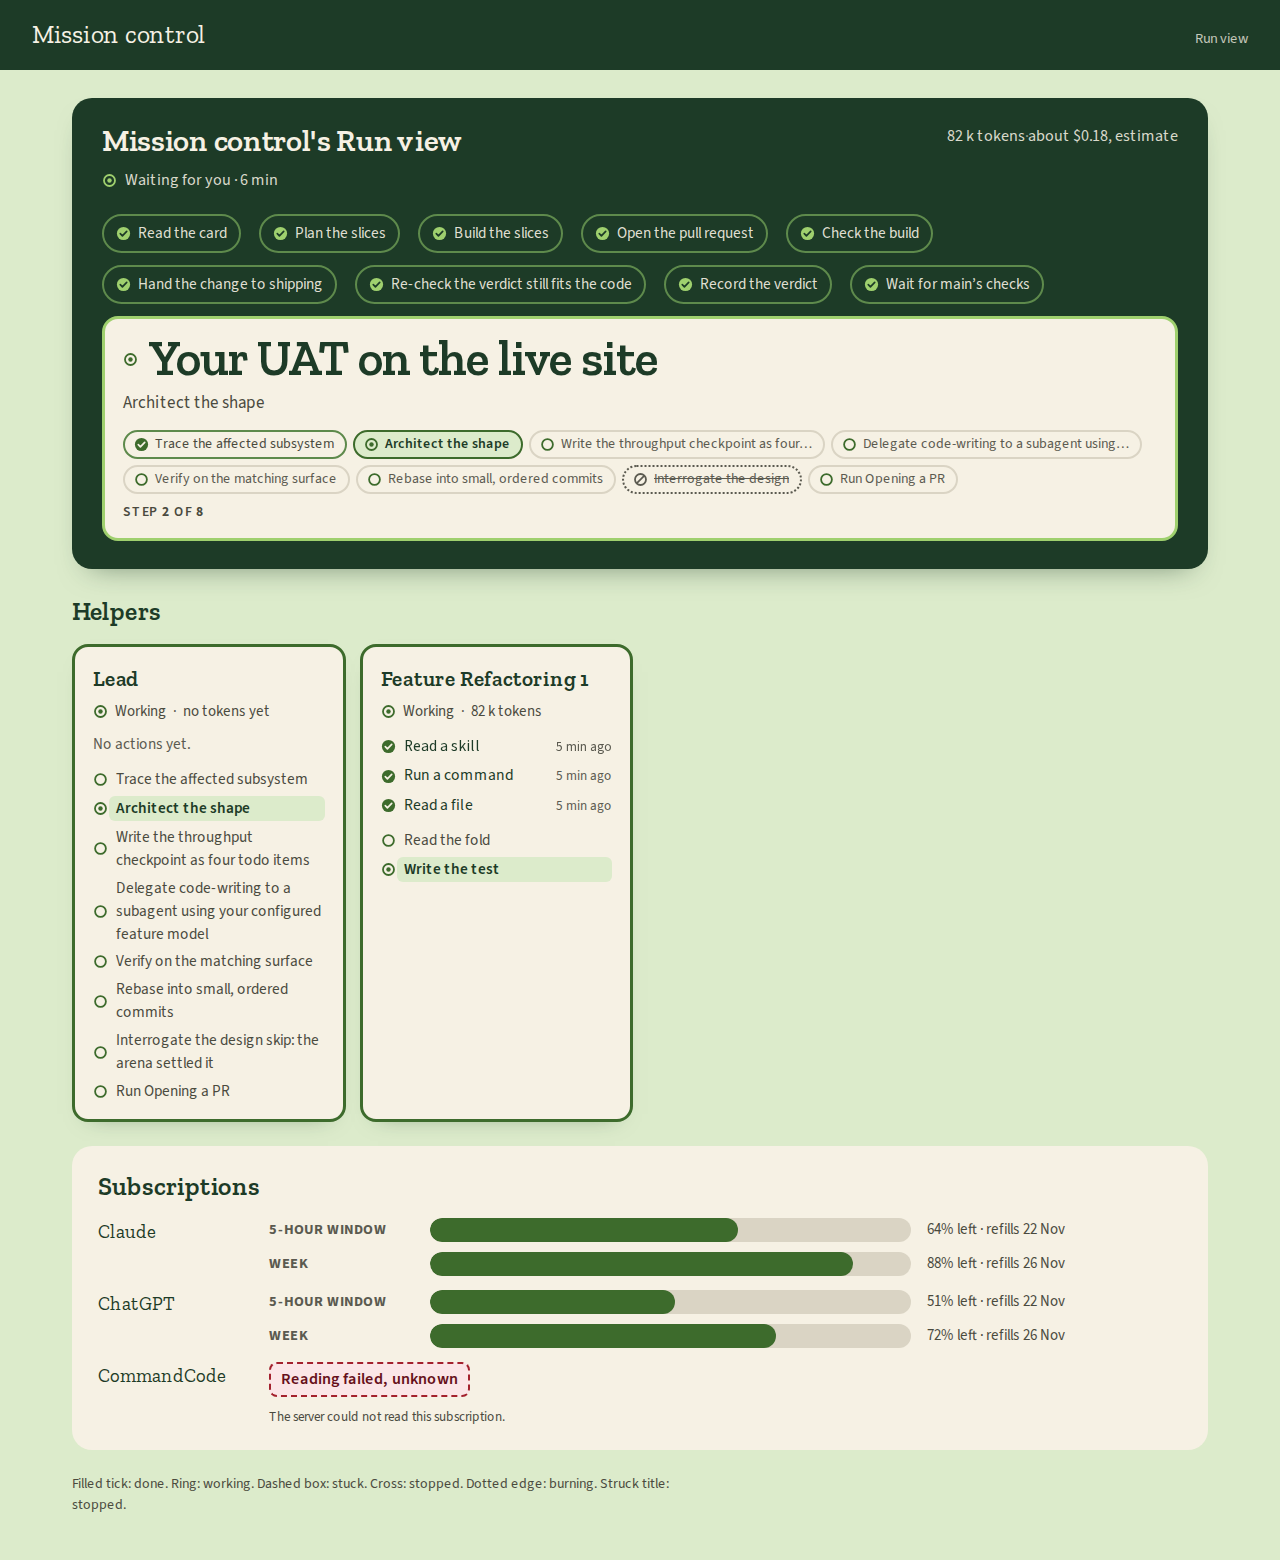 Mission control
Run view
Mission control's Run view
82 k tokens·about $0.18, estimate
Waiting for you · 6 min
Read the card
Plan the slices
Build the slices
Open the pull request
Check the build
Hand the change to shipping
Re-check the verdict still fits the code
Record the verdict
Wait for main's checks
Your UAT on the live site
Architect the shape
Trace the affected subsystem
Architect the shape
Write the throughput checkpoint as four…
Delegate code-writing to a subagent using…
Verify on the matching surface
Rebase into small, ordered commits
Interrogate the design
Run Opening a PR
STEP 2 OF 8
Helpers
Lead
Working · no tokens yet
No actions yet.
Trace the affected subsystem
Architect the shape
Write the throughput
checkpoint as four todo items
Delegate code-writing to a
subagent using your configured
feature model
Verify on the matching surface
Rebase into small, ordered
commits
Interrogate the design skip: the
arena settled it
Run Opening a PR
Feature Refactoring 1
Working · 82 k tokens
Read a skill
5 min ago
Run a command
5 min ago
Read a file
5 min ago
Read the fold
Write the test
Subscriptions
Claude
5-HOUR WINDOW
64% left · refills 22 Nov
WEEK
88% left · refills 26 Nov
ChatGPT
5-HOUR WINDOW
51% left · refills 22 Nov
WEEK
72% left · refills 26 Nov
CommandCode
Reading failed, unknown
The server could not read this subscription.
Filled tick: done. Ring: working. Dashed box: stuck. Cross: stopped. Dotted edge: burning. Struck title:
stopped.